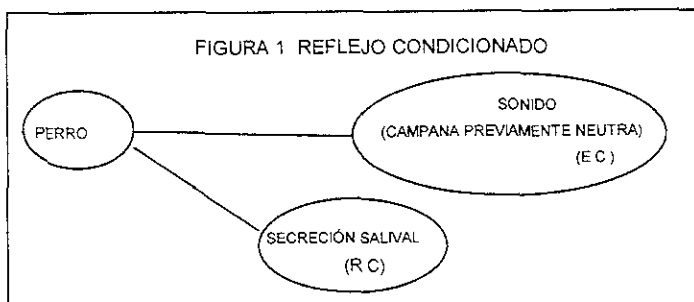 FIGURA 1 REFLEJO CONDICIONADO
PERRO
SONIDO
(CAMPANA PREVIAMENTE NEUTRA)
(E C )
SECRECIÓN SALIVAL
(R C)